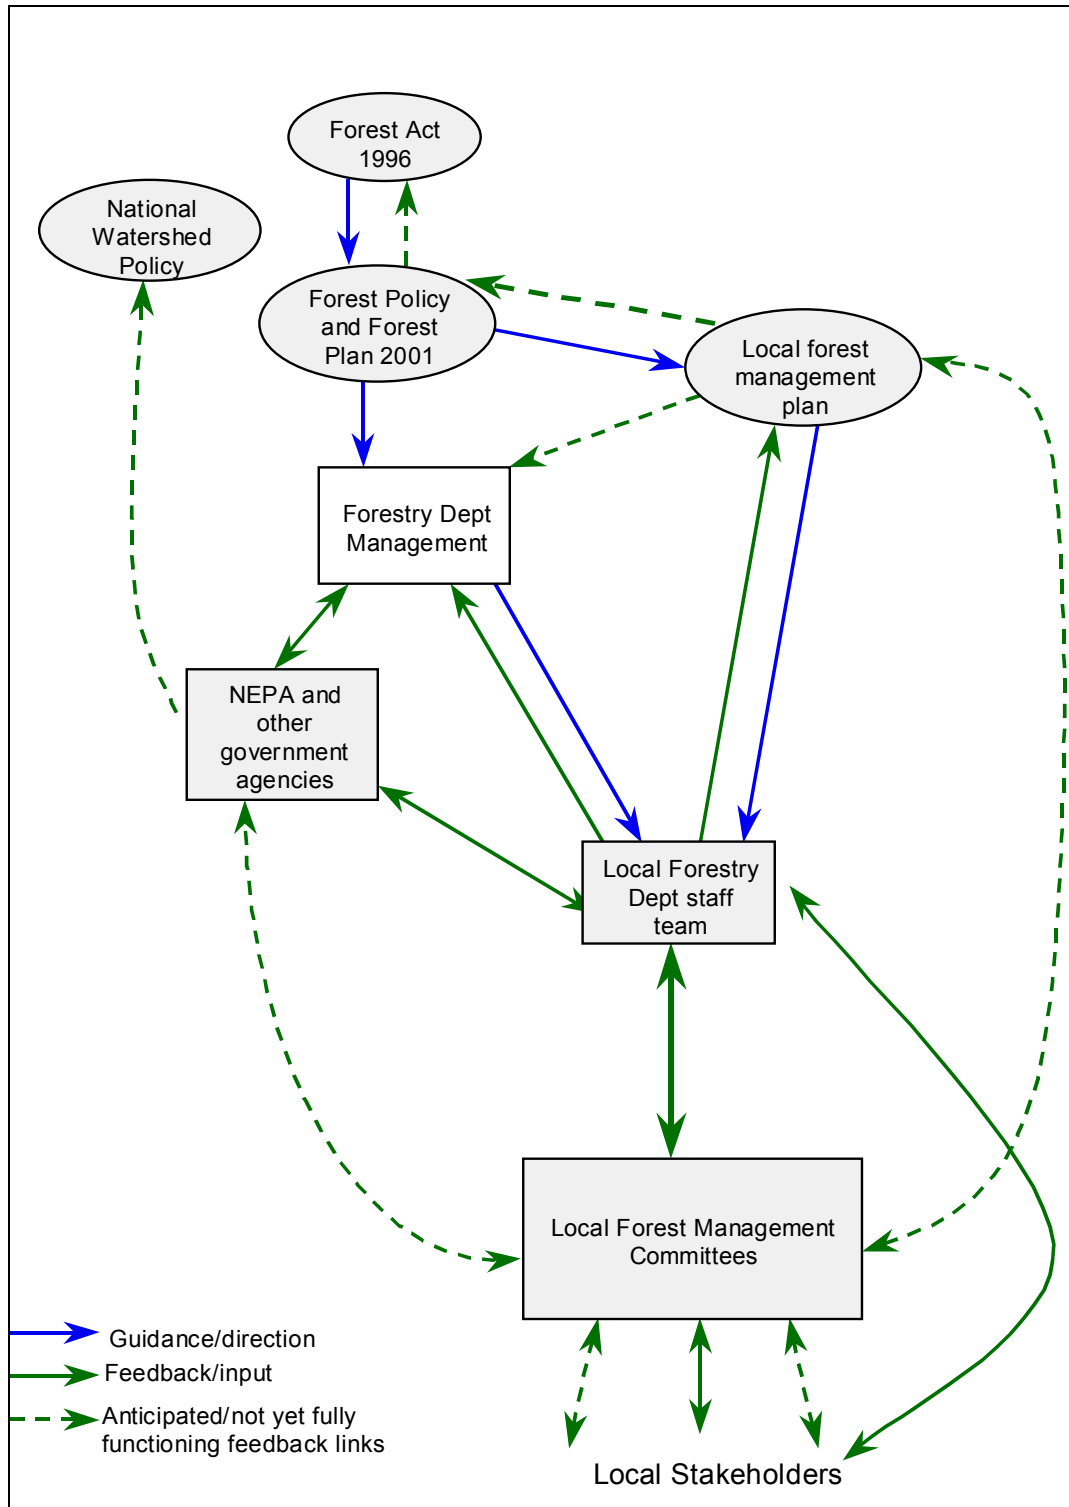 Forest Act
1996
National
Watershed
Policy
Forest Policy
and Forest
Plan 2001
Local forest
management
plan
Forestry Dept
Management
NEPA and
other
government
agencies
Local Forestry
Dept staff
team
Local Forest Management
Committees
Guidance/direction
Feedback/input
Anticipated/not yet fully
functioning feedback links
Local Stakeholders